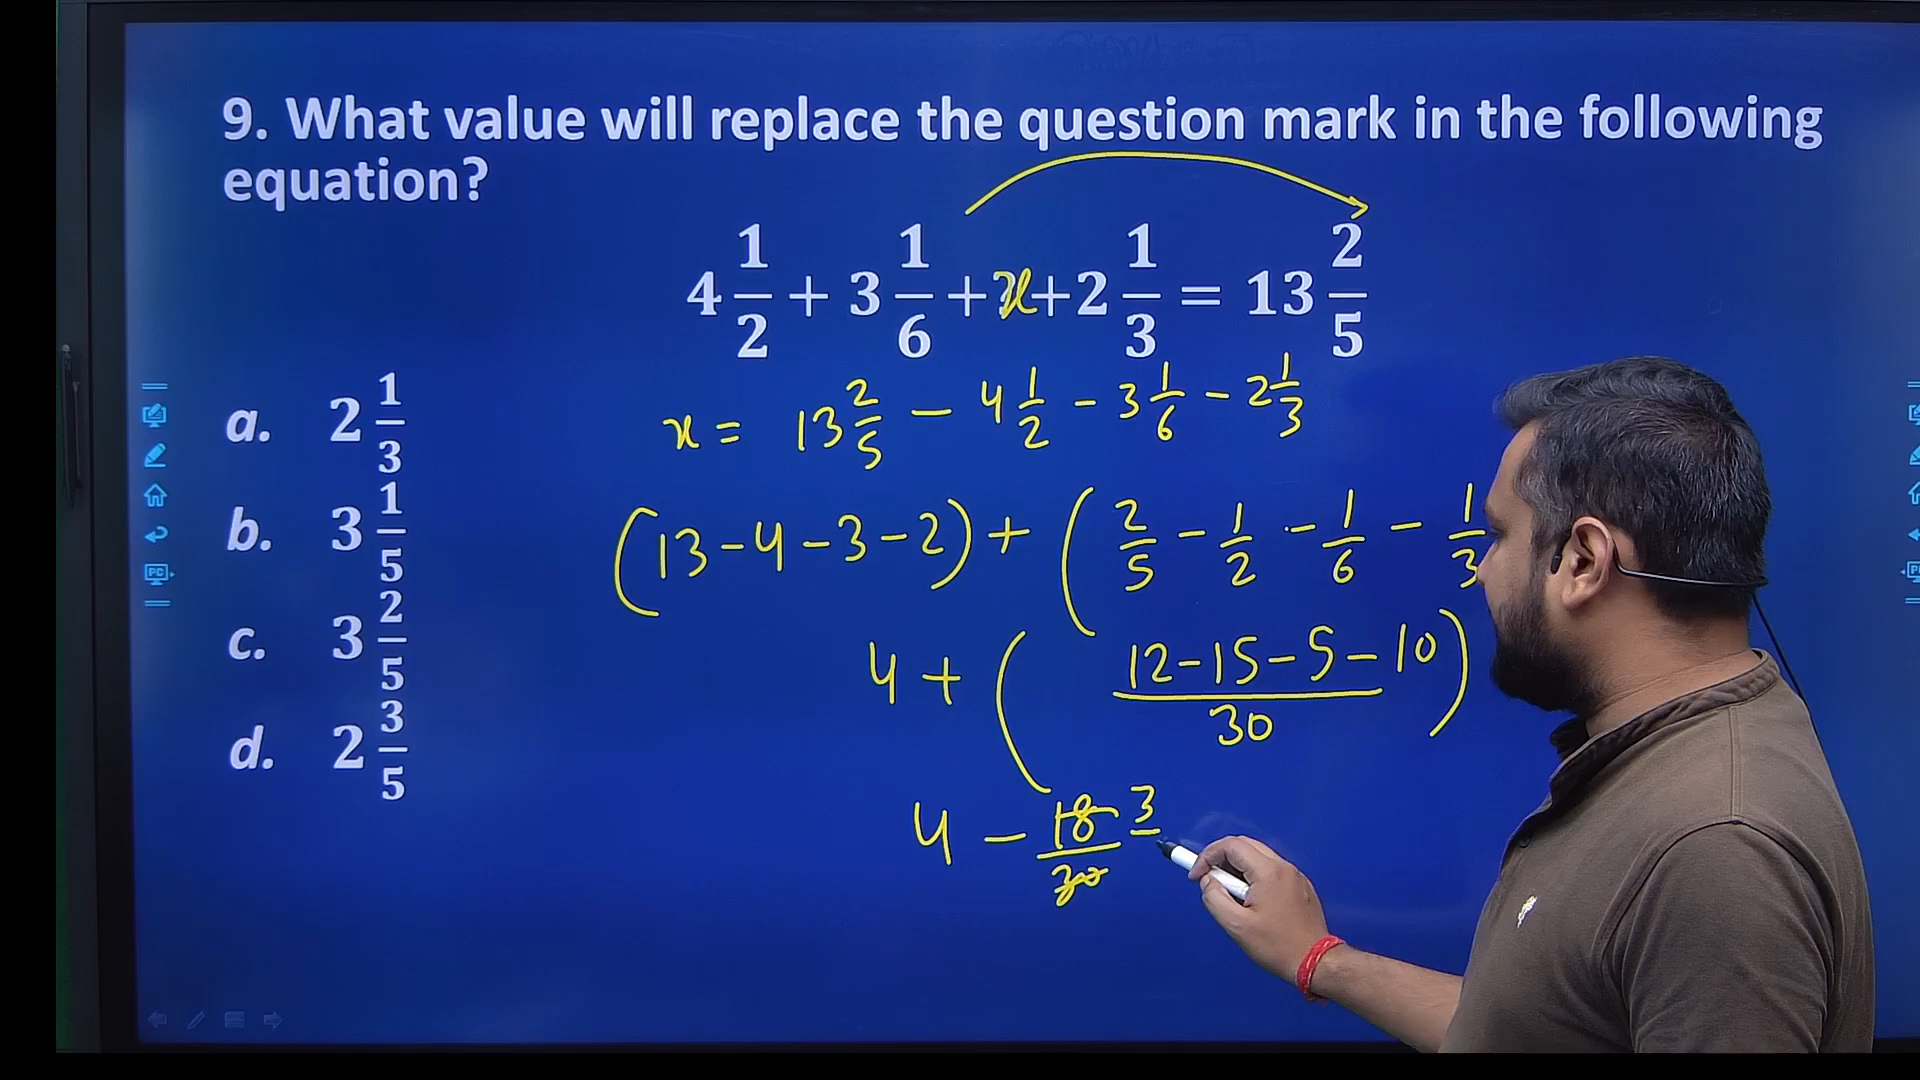 9. What value will replace the question mark in the following
equation?
4 1/2 + 3 1/6 + x + 2 1/3 = 13 2/5
x = 13 2/5 - 4 1/2 - 3 1/6 - 2 1/3
a. 2 1/3
(13 - 4 - 3 - 2) + (2/5 - 1/2 - 1/6 - 1/3
b. 3 1/5
4 + (12 - 15 - 5 - 10 / 30)
c. 3 2/5
d. 2 3/5
4 - 18/30 3